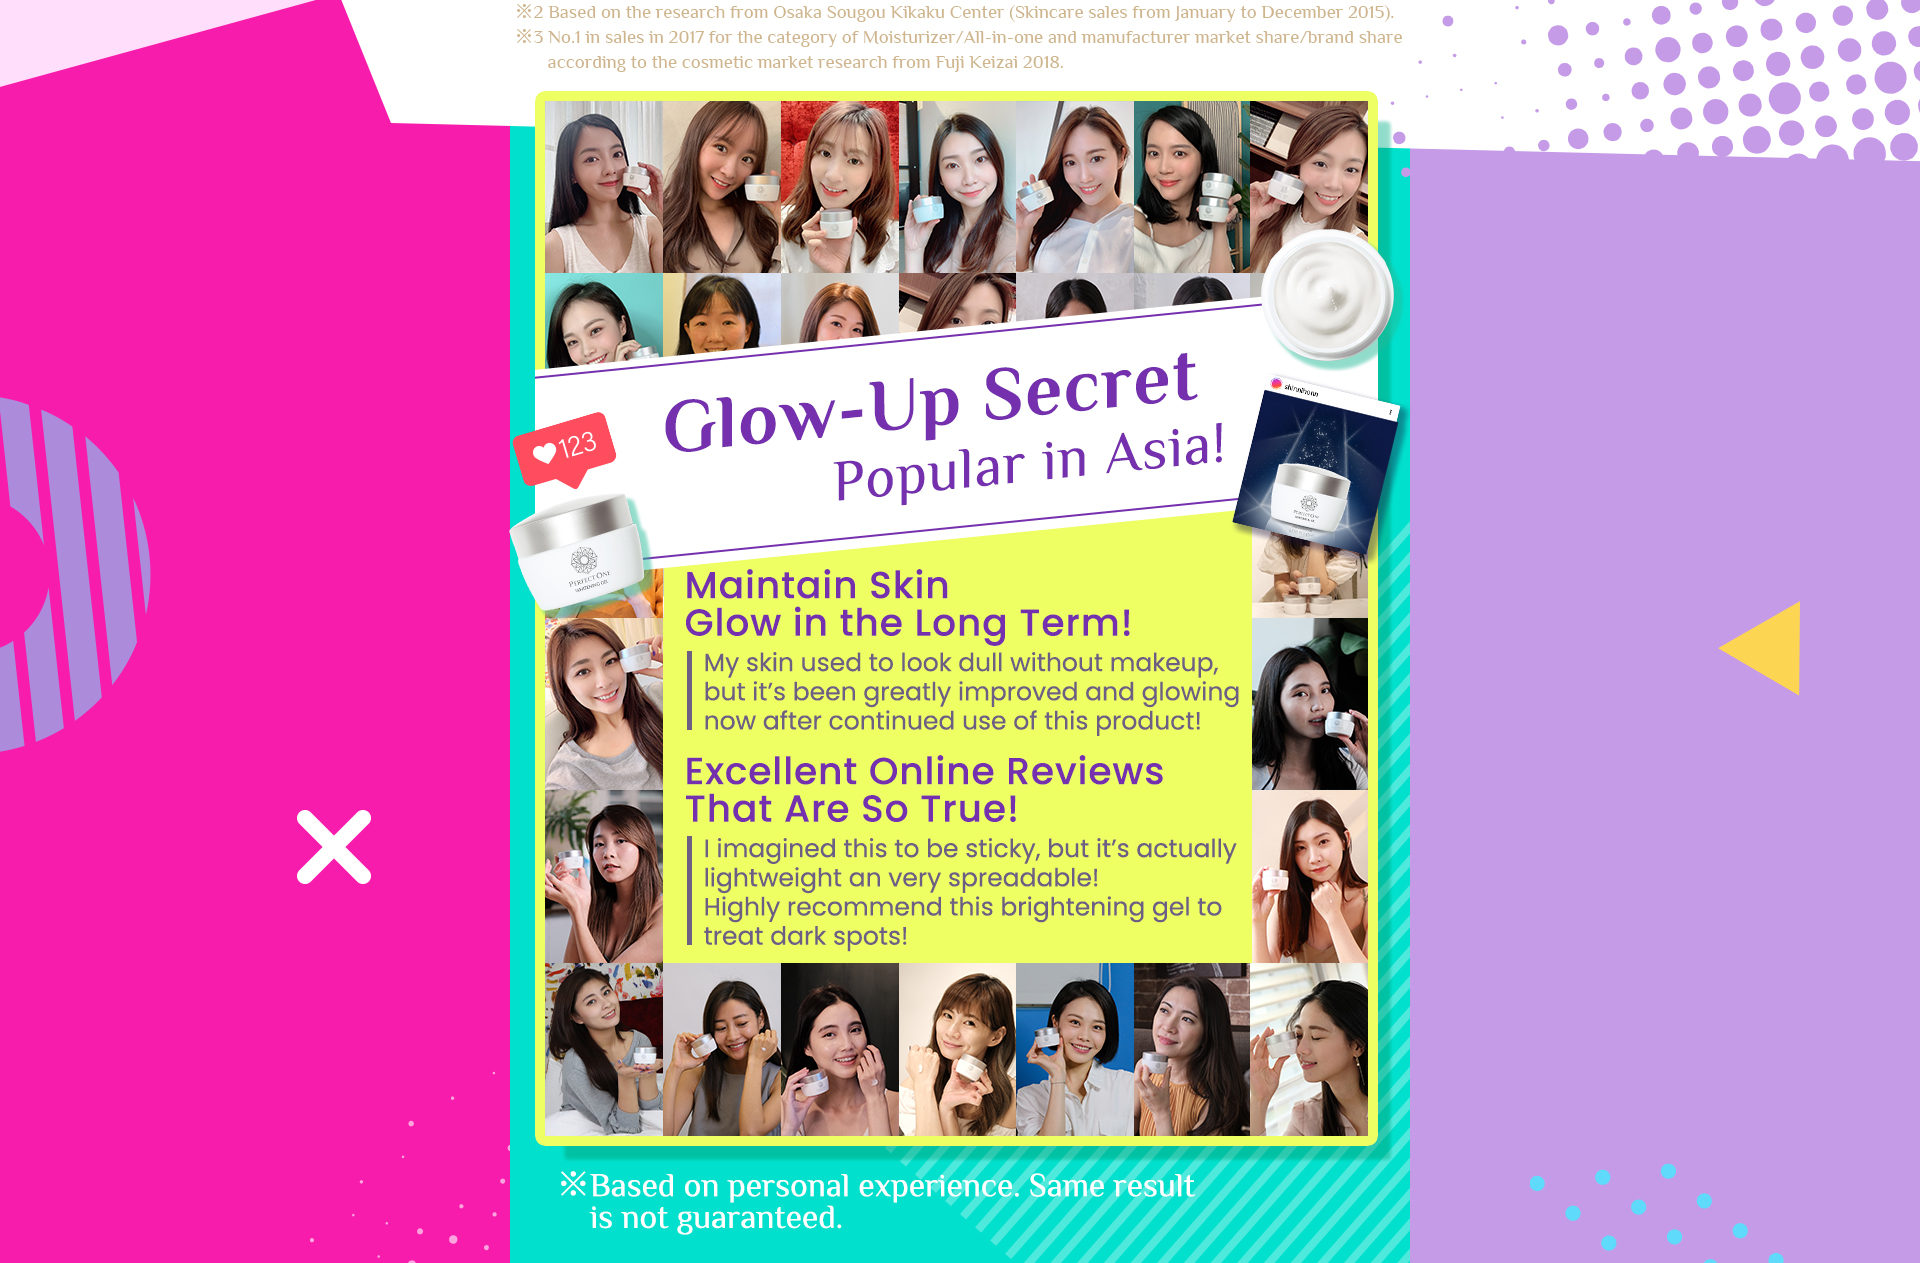 ※2 Based on the research from Osaka Sougou Kikaku Center (Skincare sales from January to December 2015).
※3 No.1 in sales in 2017 for the category of Moisturizer/All-in-one and manufacturer market share/brand share
according to the cosmetic market research from Fuji Keizai 2018.
Glow-Up Secret
Popular in Asia!
123
PERFECT ONE
WHITENING GEL
PERFECT ONE
Maintain Skin
Glow in the Long Term!
My skin used to look dull without makeup,
but it's been greatly improved and glowing
now after continued use of this product!
Excellent Online Reviews
That Are So True!
I imagined this to be sticky, but it's actually
lightweight an very spreadable!
Highly recommend this brightening gel to
treat dark spots!
※Based on personal experience. Same result
is not guaranteed.